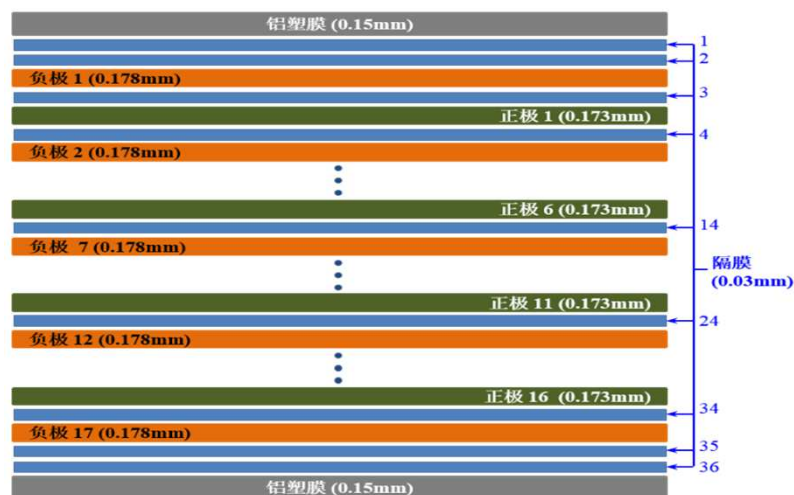 铝塑膜 (0.15mm)
1
2
负极 1 (0.178mm)
3
正极 1 (0.173mm)
4
负极 2 (0.178mm)
正极 6 (0.173mm)
14
负极 7 (0.178mm)
隔膜
(0.03mm)
正极 11 (0.173mm)
24
负极 12 (0.178mm)
正极 16 (0.173mm)
34
负极 17 (0.178mm)
35
36
铝塑膜 (0.15mm)